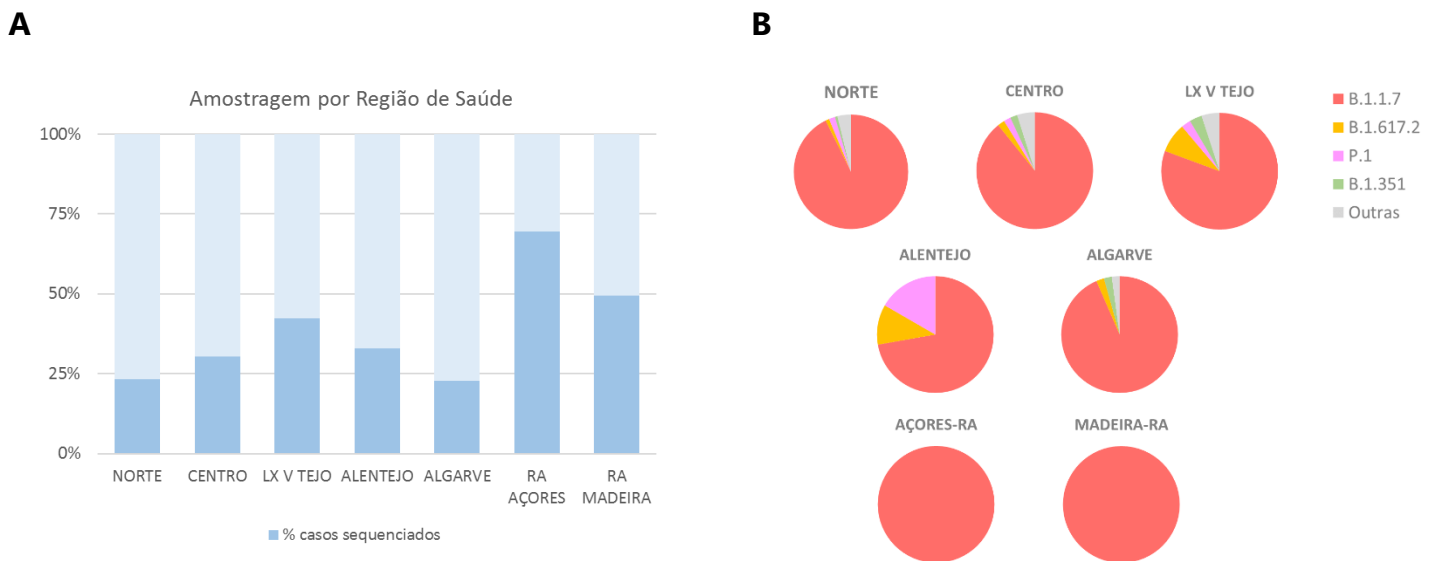 A
Amostragem por Região de Saúde
100%
75%
50%
25%
0%
NORTE CENTRO LX V TEJO ALENTEJO ALGARVE RA AÇORES RA MADEIRA
% casos sequenciados
B
NORTE CENTRO LX V TEJO
ALENTEJO ALGARVE
AÇORES-RA MADEIRA-RA
B.1.1.7
B.1.617.2
P.1
B.1.351
Outras